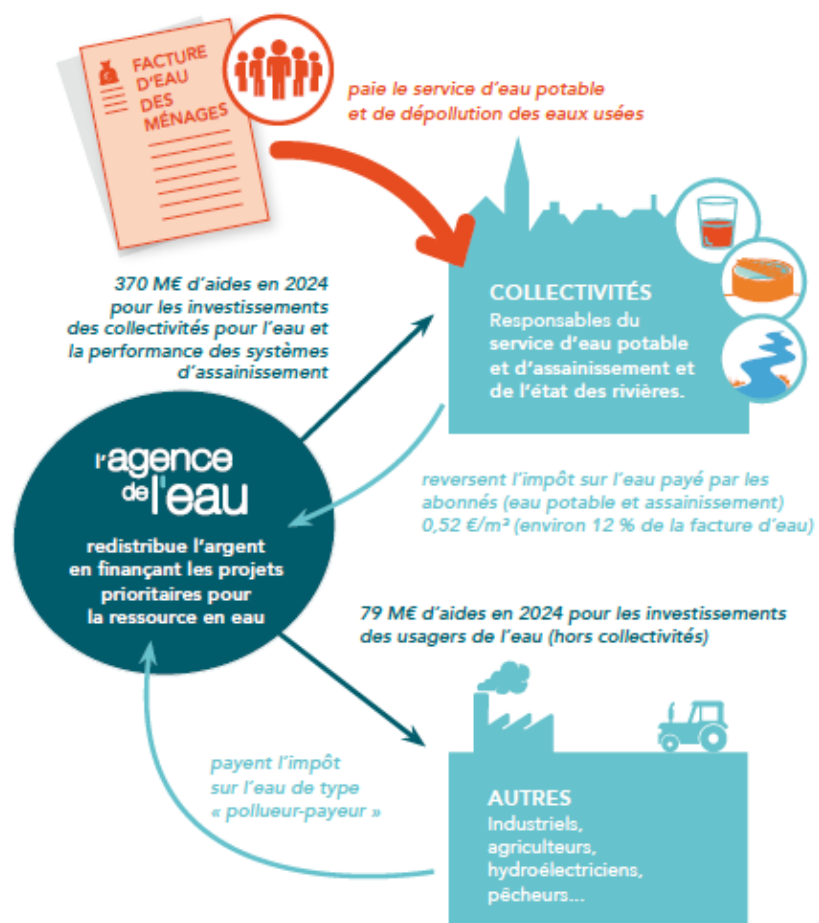 FACTURE
D'EAU
DES
MÉNAGES
paie le service d'eau potable
et de dépollution des eaux usées
370 M€ d'aides en 2024
pour les investissements
des collectivités pour l'eau et
la performance des systèmes
d'assainissement
COLLECTIVITÉS
Responsables du
service d'eau potable
et d'assainissement et
de l'état des rivières.
l'agence
de l'eau
redistribue l'argent
en finançant les projets
prioritaires pour
la ressource en eau
reversent l'impôt sur l'eau payé par les
abonnés (eau potable et assainissement)
0,52 €/m³ (environ 12 % de la facture d'eau)
79 M€ d'aides en 2024 pour les investissements
des usagers de l'eau (hors collectivités)
payent l'impôt
sur l'eau de type
« pollueur-payeur »
AUTRES
Industriels,
agriculteurs,
hydroélectriciens,
pêcheurs...